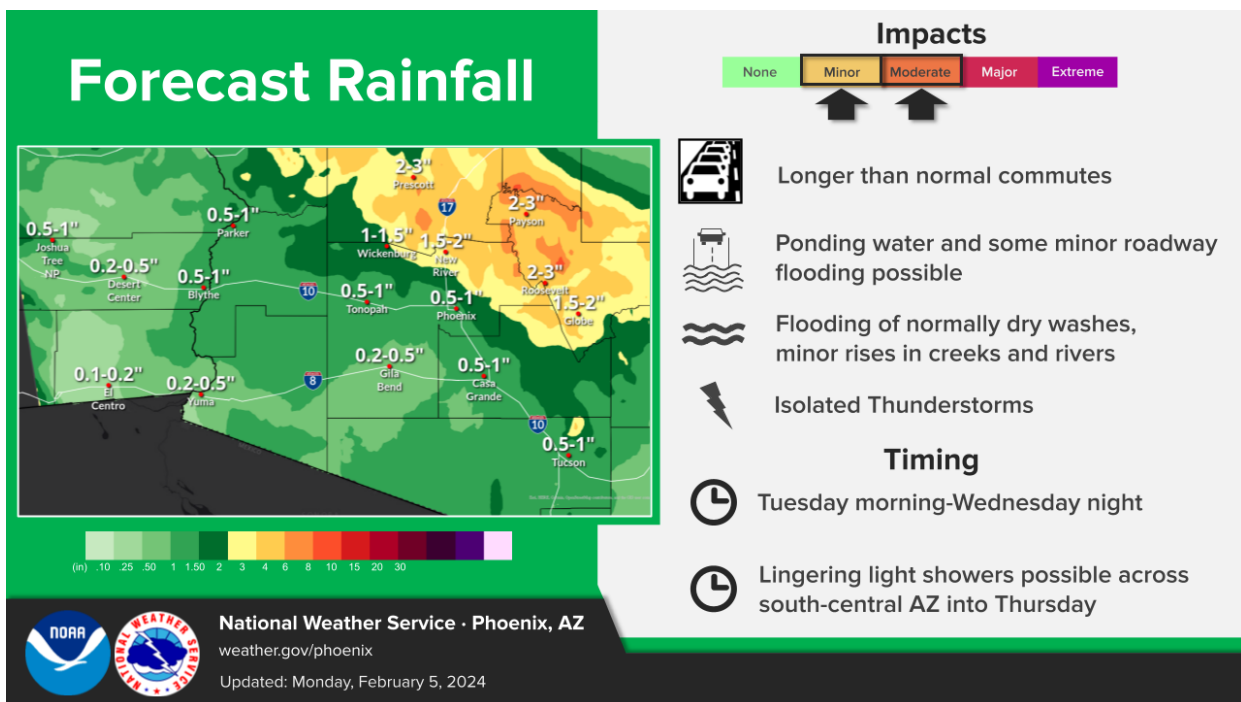 Forecast Rainfall
2-3"
Prescott
17
2-3"
Payson
0.5-1"
Parker
0.5-1"
Joshua
Tree
NP
1-1.5"
Wickenburg
1.5-2"
New
River
0.2-0.5"
Desert
Center
0.5-1"
Blythe
10
0.5-1"
Tonopah
0.5-1"
Phoenix
2-3"
Roosevelt
1.5-2"
Globe
0.1-0.2"
El
Centro
0.2-0.5"
Yuma
8
0.2-0.5"
Gila
Bend
0.5-1"
Casa
Grande
10
0.5-1"
Tucson
(in) .10 .25 .50 1 1.50 2 3 4 6 8 10 15 20 30
Impacts
None Minor Moderate Major Extreme
Longer than normal commutes
Ponding water and some minor roadway
flooding possible
Flooding of normally dry washes,
minor rises in creeks and rivers
Isolated Thunderstorms
Timing
Tuesday morning-Wednesday night
Lingering light showers possible across
south-central AZ into Thursday
NOAA
NATIONAL WEATHER SERVICE
National Weather Service · Phoenix, AZ
weather.gov/phoenix
Updated: Monday, February 5, 2024